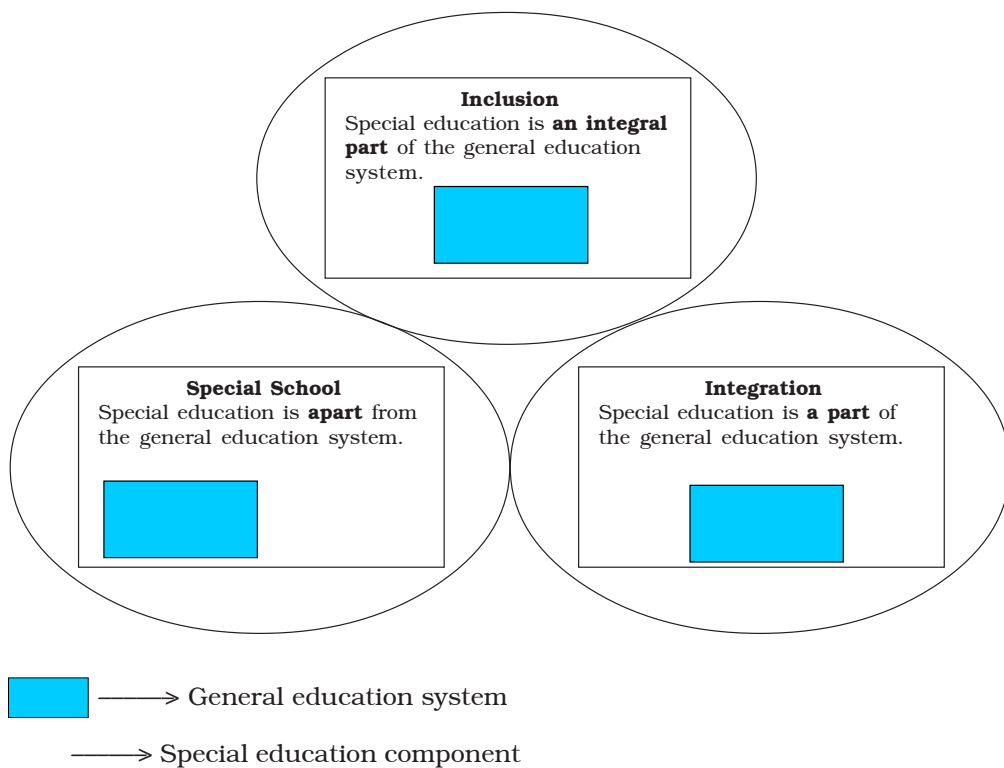 Inclusion
Special education is an integral
part of the general education
system.
Special School
Special education is apart from
the general education system.
Integration
Special education is a part of
the general education system.
General education system
Special education component